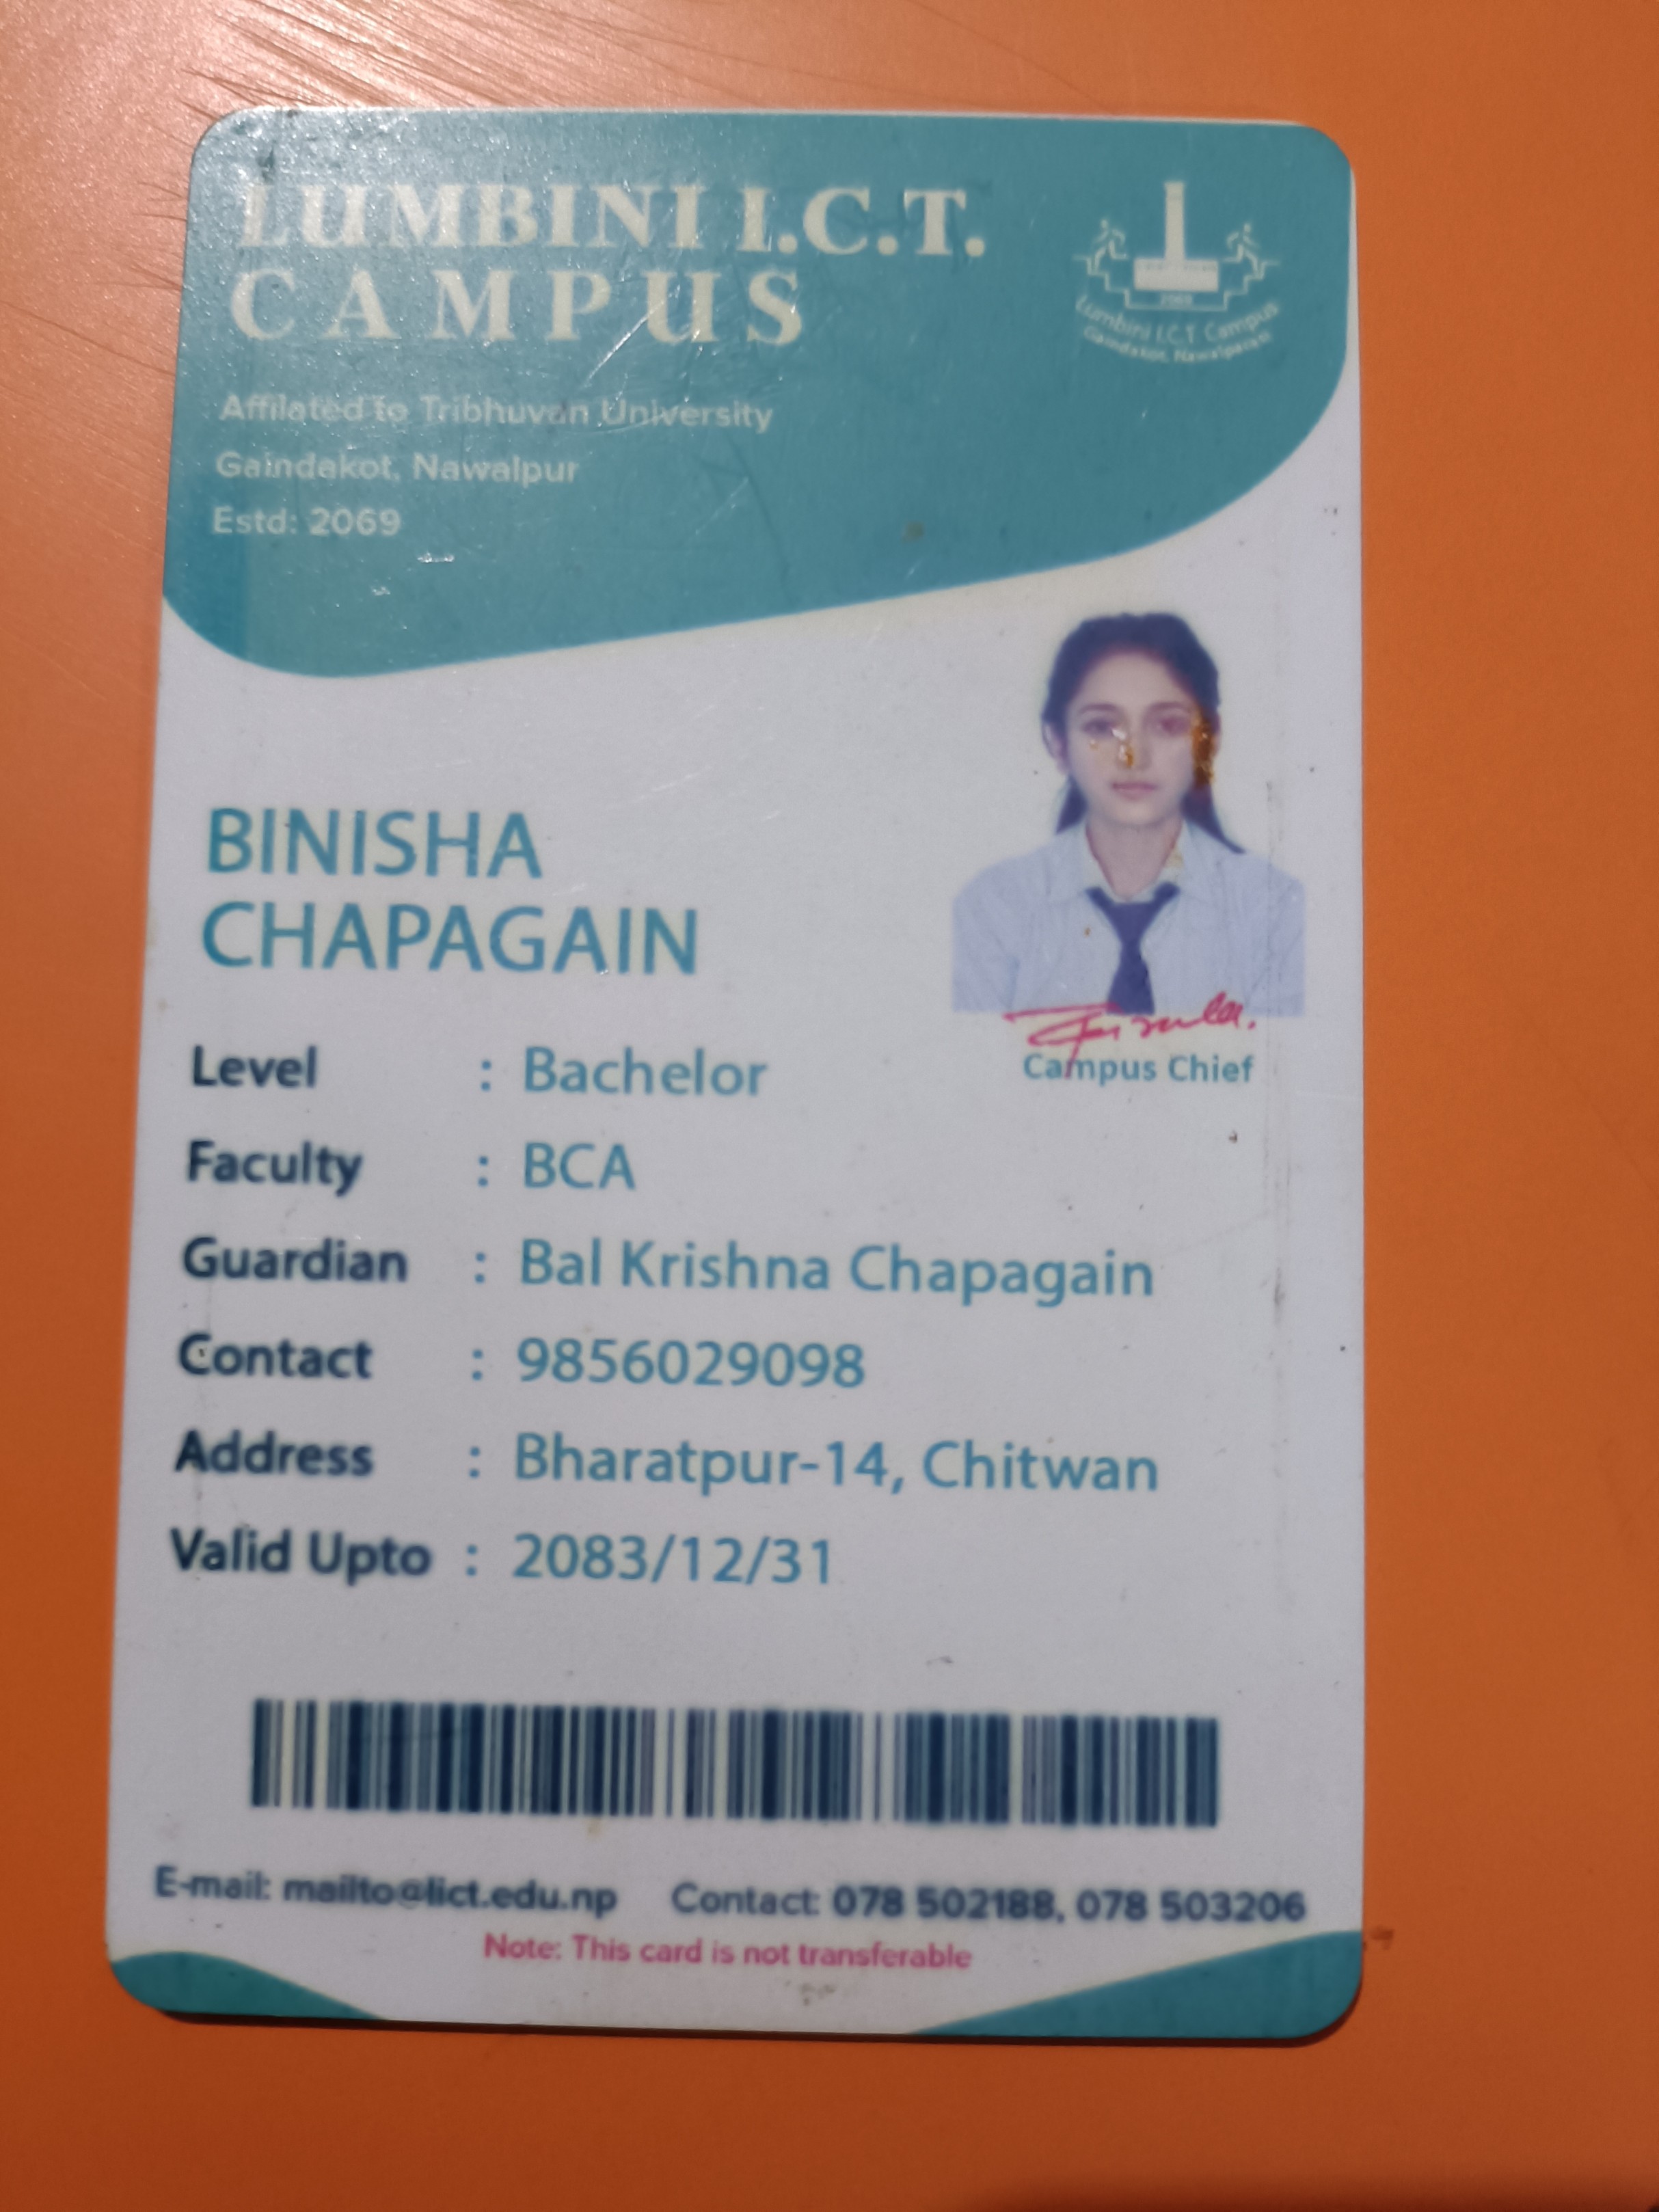 LUMBINI I.C.T.
CAMPUS
Lumbini I.C.T. Campus
Gaindakot, Nawalparasi
Affilated to Tribhuvan University
Gaindakot, Nawalpur
Estd: 2069
BINISHA
CHAPAGAIN
Campus Chief
Level : Bachelor
Faculty : BCA
Guardian : Bal Krishna Chapagain
Contact : 9856029098
Address : Bharatpur-14, Chitwan
Valid Upto : 2083/12/31
E-mail: mailto@lict.edu.np Contact: 078 502188, 078 503206
Note: This card is not transferable